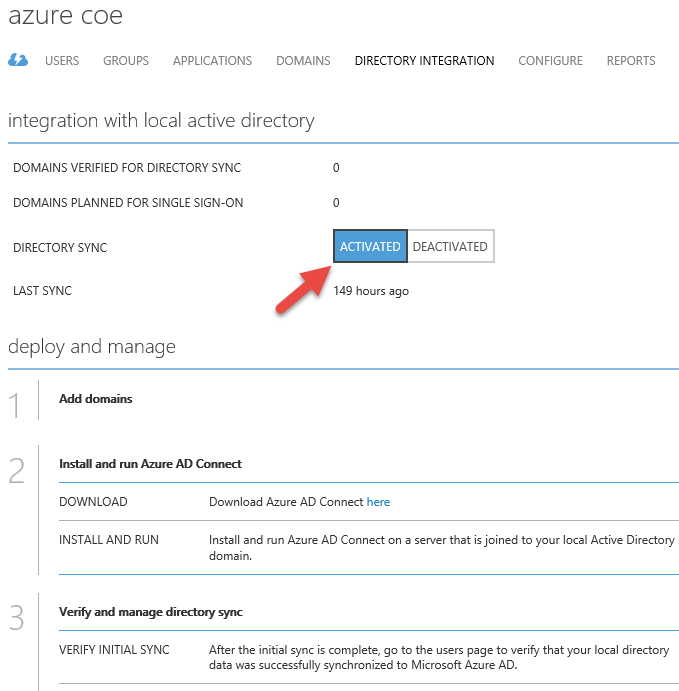 azure coe
USERS GROUPS APPLICATIONS DOMAINS DIRECTORY INTEGRATION CONFIGURE REPORTS
integration with local active directory
DOMAINS VERIFIED FOR DIRECTORY SYNC 0
DOMAINS PLANNED FOR SINGLE SIGN-ON 0
DIRECTORY SYNC ACTIVATED DEACTIVATED
LAST SYNC 149 hours ago
deploy and manage
1 Add domains
2 Install and run Azure AD Connect
DOWNLOAD Download Azure AD Connect here
INSTALL AND RUN Install and run Azure AD Connect on a server that is joined to your local Active Directory
domain.
3 Verify and manage directory sync
VERIFY INITIAL SYNC After the initial sync is complete, go to the users page to verify that your local directory
data was successfully synchronized to Microsoft Azure AD.